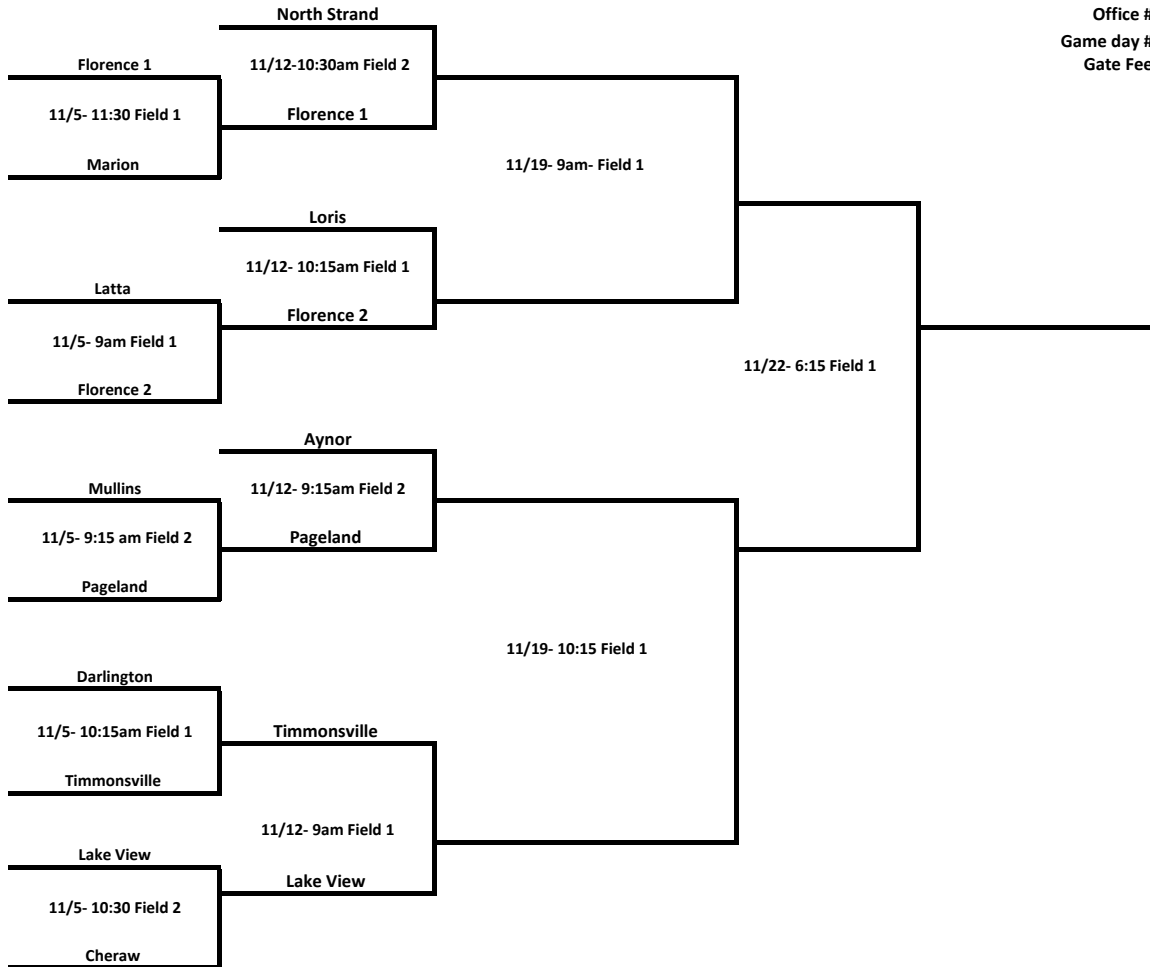 North Strand
Office #
Game day #
Gate Fee
Florence 1
11/12-10:30am Field 2
11/5- 11:30 Field 1
Florence 1
Marion
11/19- 9am- Field 1
Loris
11/12- 10:15am Field 1
Latta
Florence 2
11/5- 9am Field 1
11/22- 6:15 Field 1
Florence 2
Aynor
Mullins
11/12- 9:15am Field 2
11/5- 9:15 am Field 2
Pageland
Pageland
11/19- 10:15 Field 1
Darlington
11/5- 10:15am Field 1
Timmonsville
Timmonsville
11/12- 9am Field 1
Lake View
Lake View
11/5- 10:30 Field 2
Cheraw